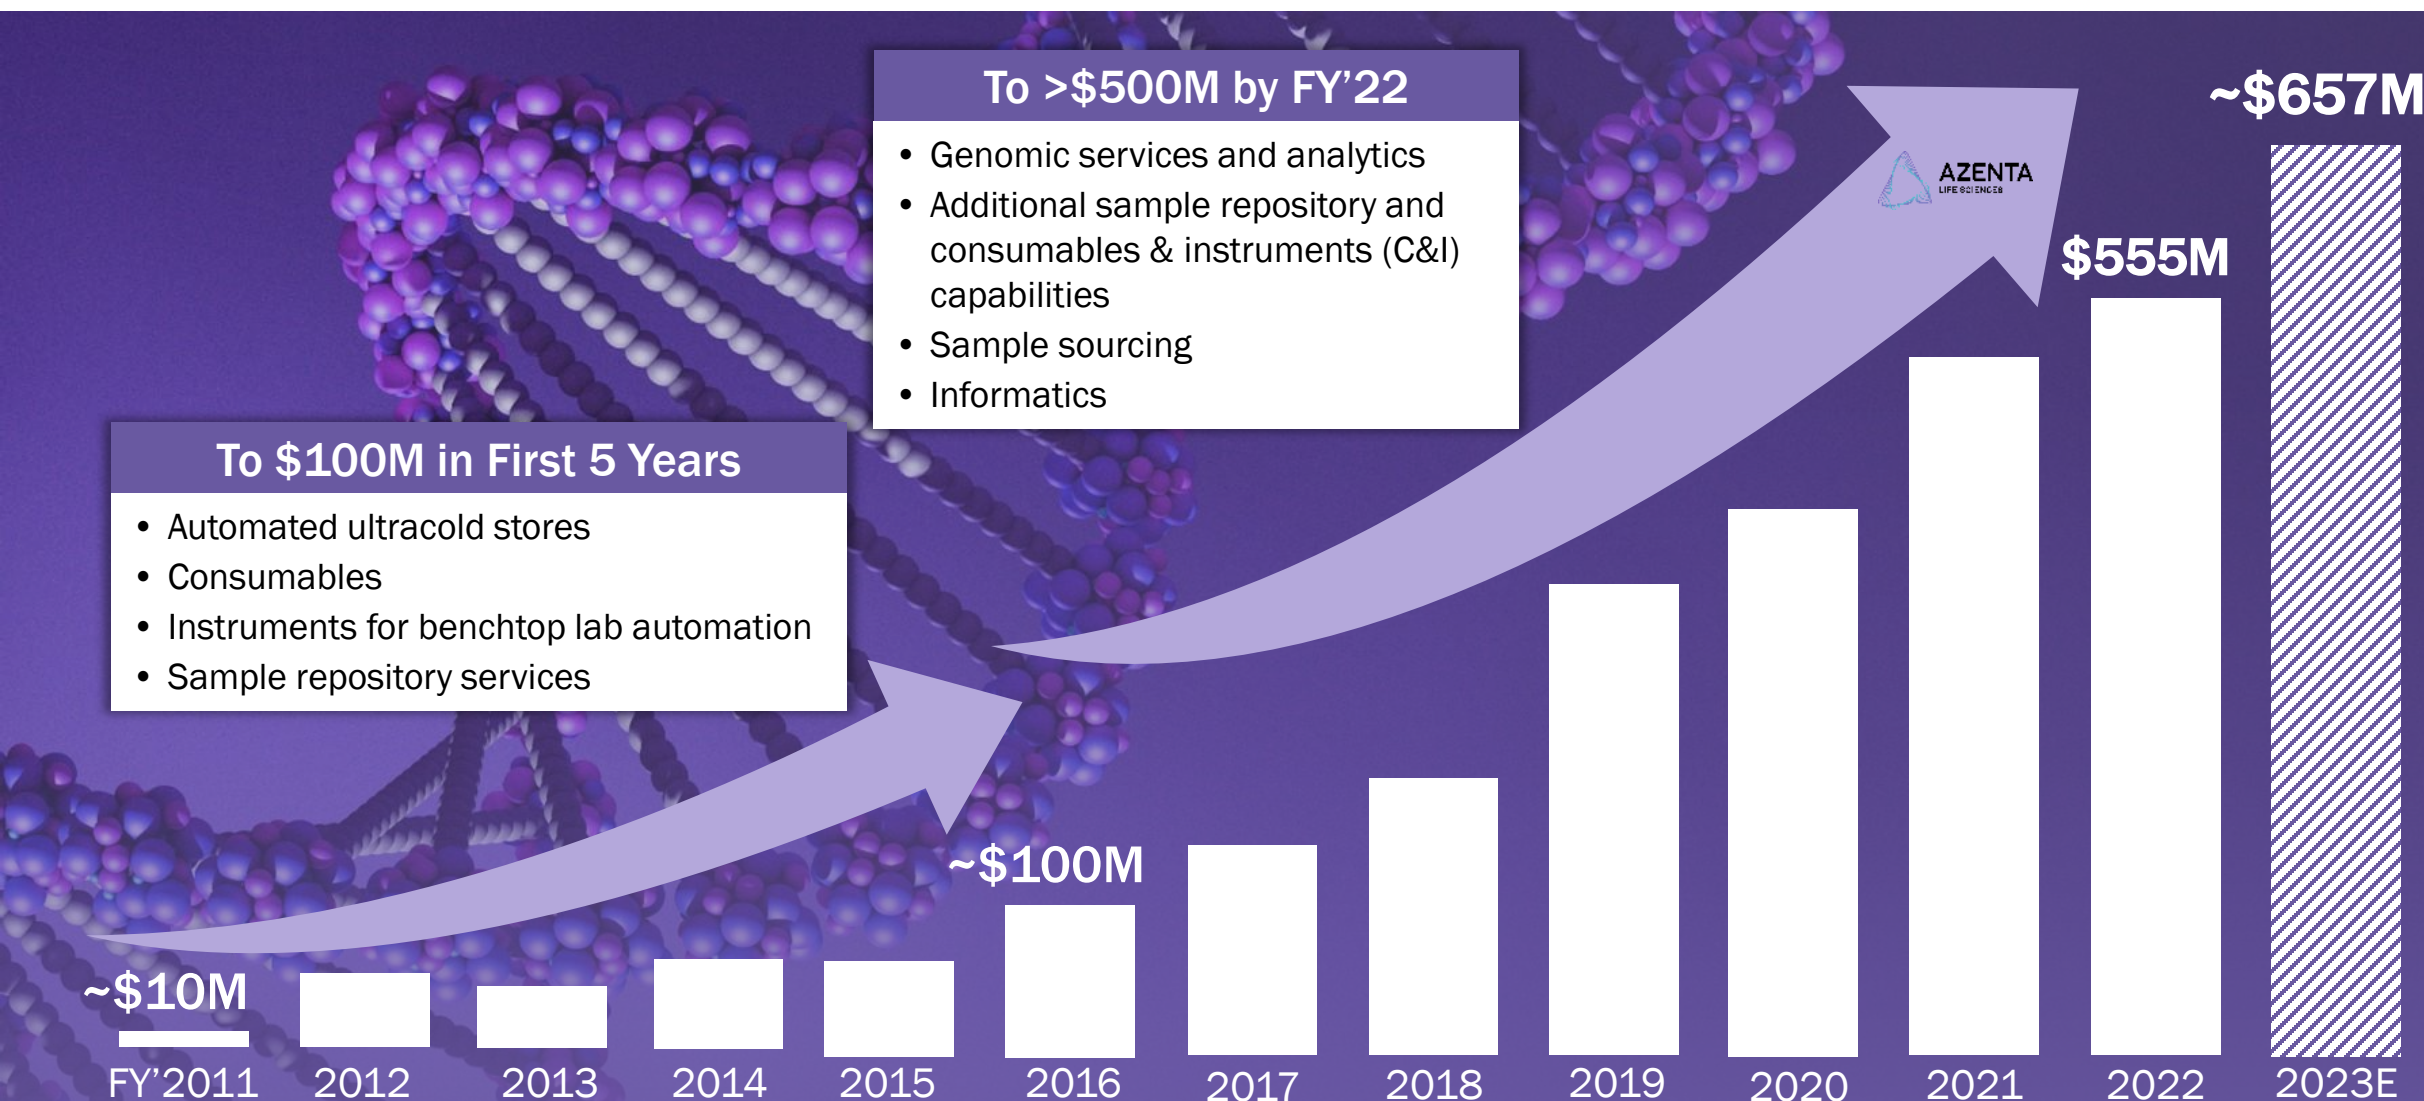 To >$500M by FY’22
• Genomic services and analytics
• Additional sample repository and
consumables & instruments (C&I)
capabilities
• Sample sourcing
• Informatics
To $100M in First 5 Years
• Automated ultracold stores
• Consumables
• Instruments for benchtop lab automation
• Sample repository services
AZENTA
LIFE SCIENCES
~$657M
$555M
~$100M
~$10M
FY’2011 2012 2013 2014 2015 2016 2017 2018 2019 2020 2021 2022 2023E